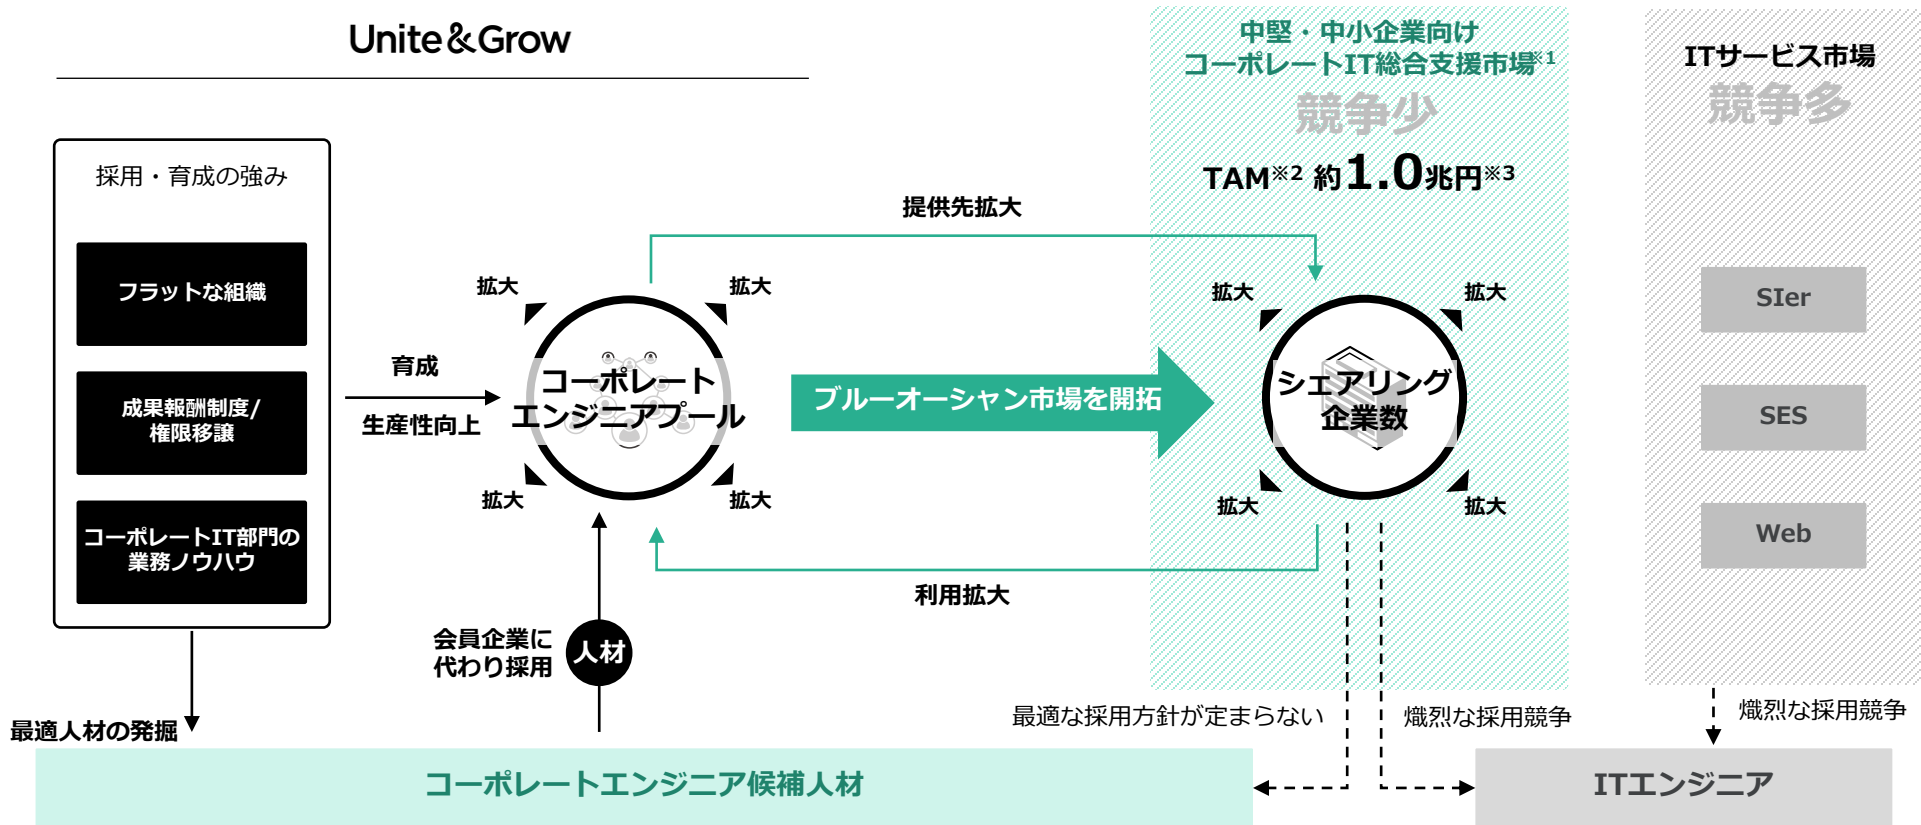 Unite&Grow
中堅・中小企業向け
コーポレートIT総合支援市場※1
競争少
TAM※2 約1.0兆円※3
ITサービス市場
競争多
採用・育成の強み
フラットな組織
成果報酬制度/
権限移譲
コーポレートIT部門の
業務ノウハウ
育成
生産性向上
提供先拡大
拡大
拡大
コーポレート
エンジニアプール
拡大
拡大
ブルーオーシャン市場を開拓
拡大
拡大
シェアリング
企業数
拡大
拡大
利用拡大
SIer
SES
Web
会員企業に
代わり採用
人材
最適人材の発掘
最適な採用方針が定まらない
熾烈な採用競争
熾烈な採用競争
コーポレートエンジニア候補人材
ITエンジニア